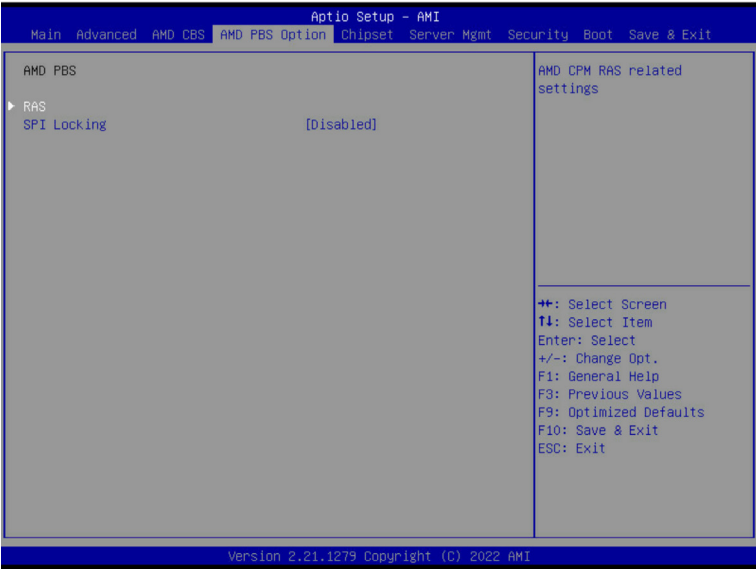 Aptio Setup - AMI
Main Advanced AMD CBS AMD PBS Option Chipset Server Mgmt Security Boot Save & Exit
AMD PBS
RAS
SPI Locking [Disabled]
AMD CPM RAS related
settings
→←: Select Screen
↑↓: Select Item
Enter: Select
+/-: Change Opt.
F1: General Help
F3: Previous Values
F9: Optimized Defaults
F10: Save & Exit
ESC: Exit
Version 2.21.1279 Copyright (C) 2022 AMI